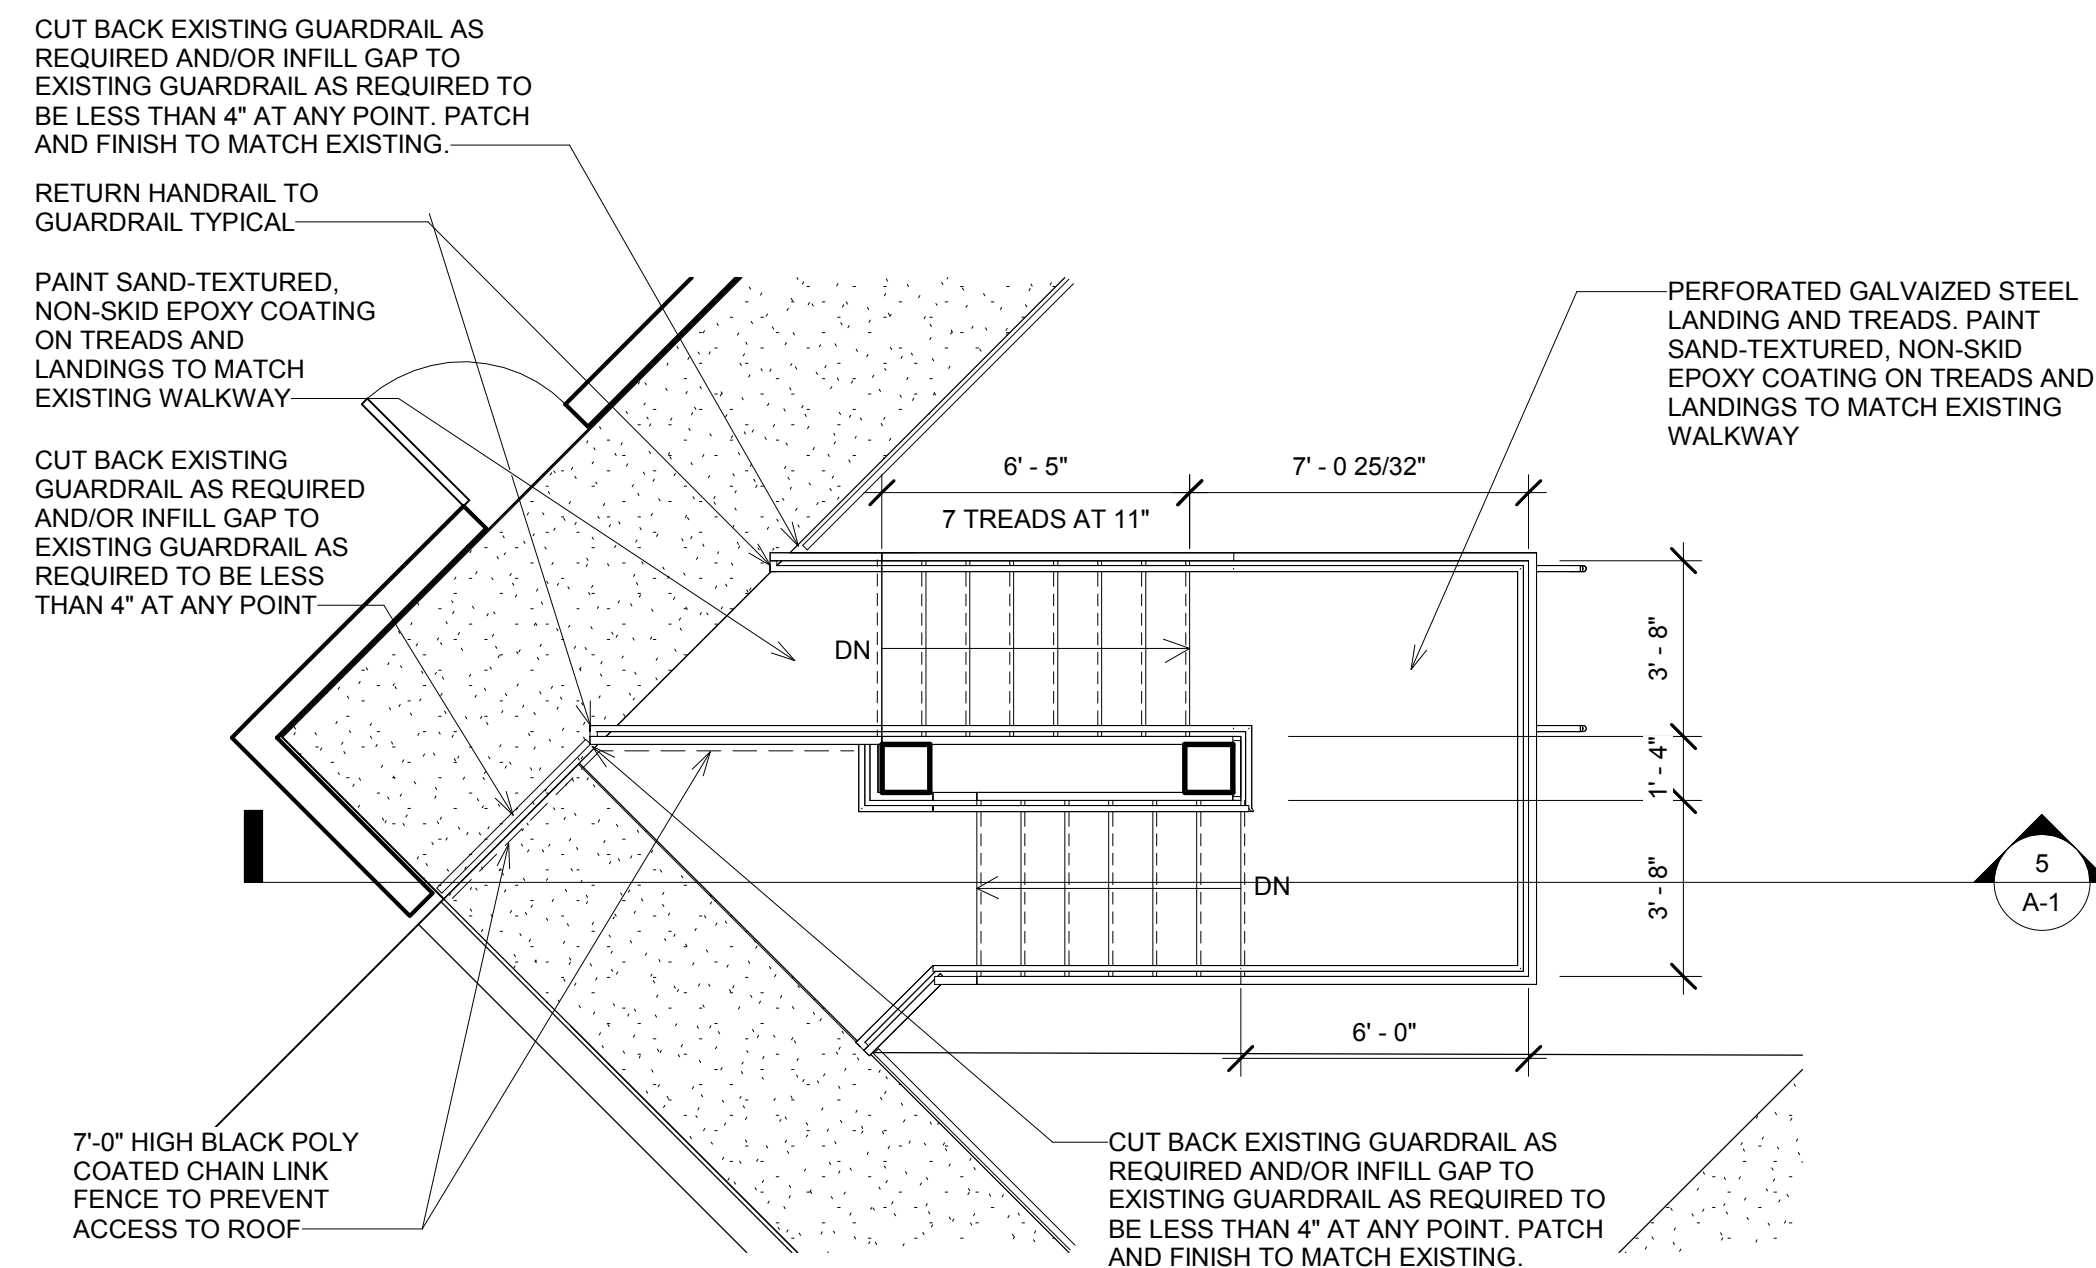 CUT BACK EXISTING GUARDRAIL AS
REQUIRED AND/OR INFILL GAP TO
EXISTING GUARDRAIL AS REQUIRED TO
BE LESS THAN 4" AT ANY POINT. PATCH
AND FINISH TO MATCH EXISTING.
RETURN HANDRAIL TO
GUARDRAIL TYPICAL
PAINT SAND-TEXTURED,
NON-SKID EPOXY COATING
ON TREADS AND
LANDINGS TO MATCH
EXISTING WALKWAY
CUT BACK EXISTING
GUARDRAIL AS REQUIRED
AND/OR INFILL GAP TO
EXISTING GUARDRAIL AS
REQUIRED TO BE LESS
THAN 4" AT ANY POINT
PERFORATED GALVAIZED STEEL
LANDING AND TREADS. PAINT
SAND-TEXTURED, NON-SKID
EPOXY COATING ON TREADS AND
LANDINGS TO MATCH EXISTING
WALKWAY
6' - 5"
7' - 0 25/32"
7 TREADS AT 11"
DN
3' - 8"
1' - 4"
3' - 8"
DN
5
A-1
6' - 0"
7'-0" HIGH BLACK POLY
COATED CHAIN LINK
FENCE TO PREVENT
ACCESS TO ROOF
CUT BACK EXISTING GUARDRAIL AS
REQUIRED AND/OR INFILL GAP TO
EXISTING GUARDRAIL AS REQUIRED TO
BE LESS THAN 4" AT ANY POINT. PATCH
AND FINISH TO MATCH EXISTING.